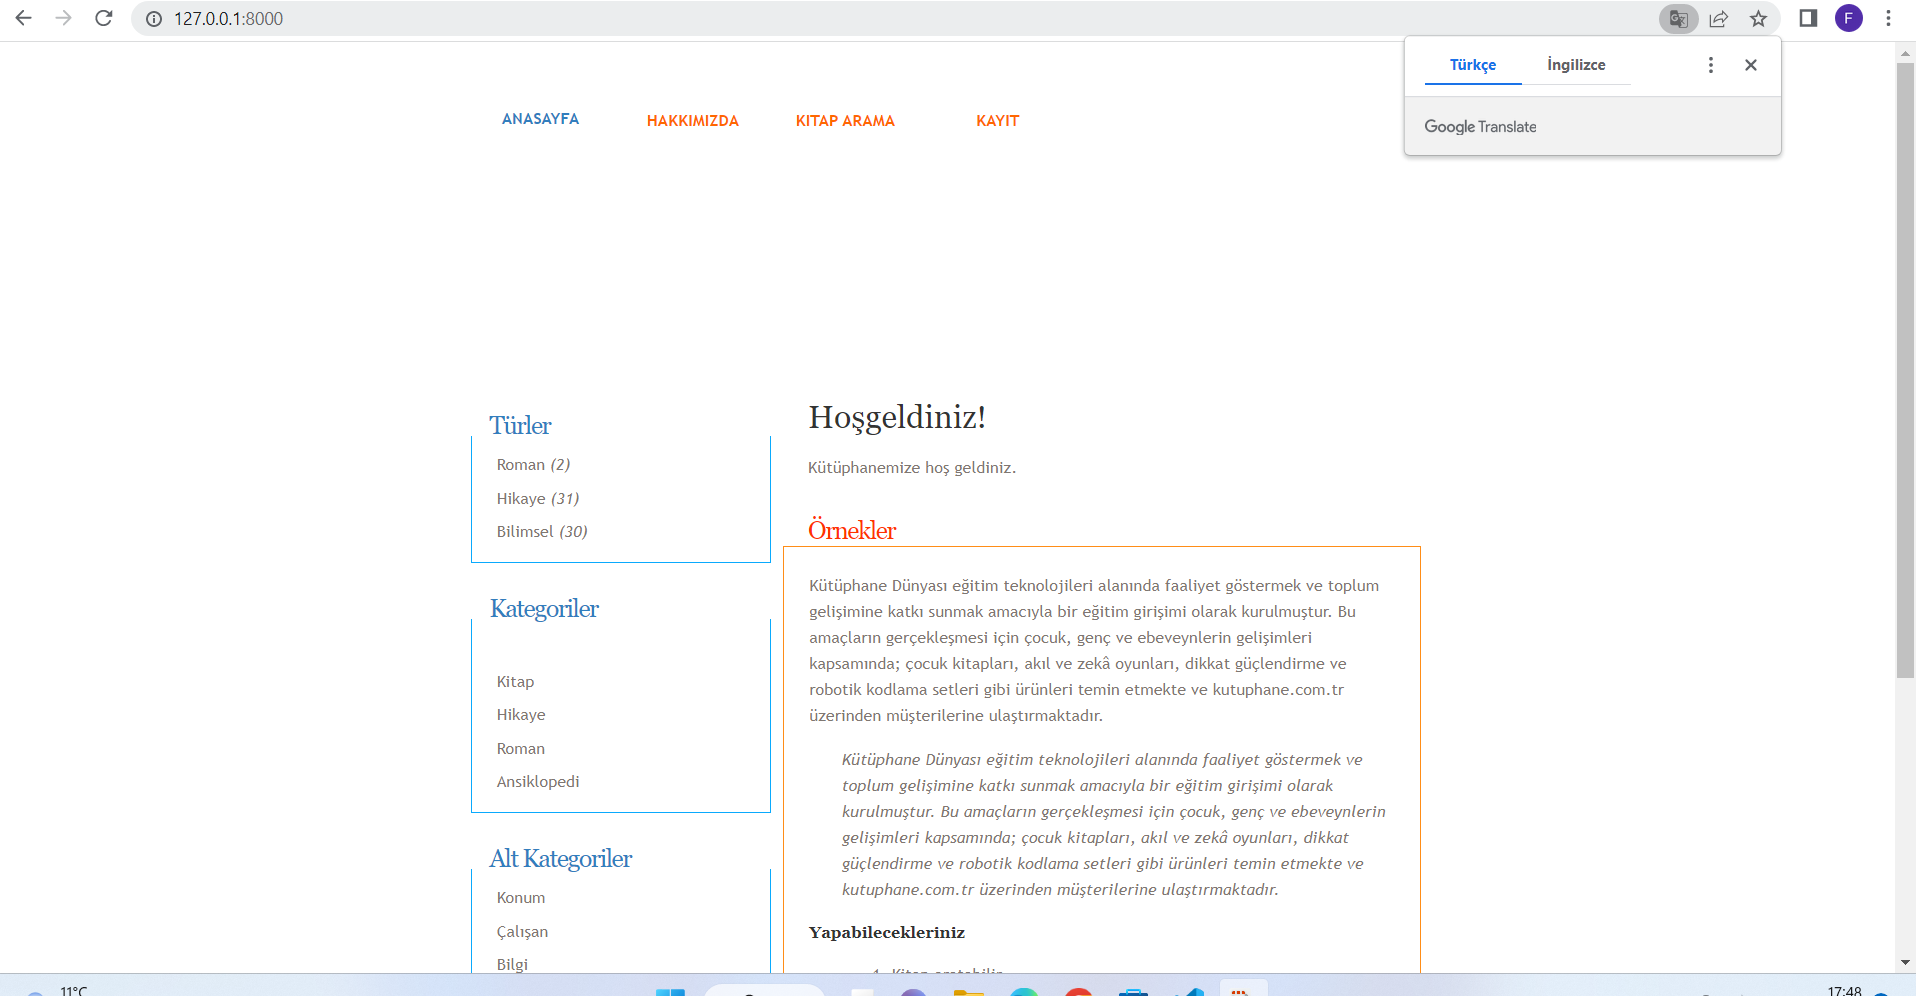 127.0.0.1:8000
F
Türkçe İngilizce
Google Translate
ANASAYFA HAKKIMIZDA KITAP ARAMA KAYIT
Türler
Roman (2)
Hikaye (31)
Bilimsel (30)
Kategoriler
Kitap
Hikaye
Roman
Ansiklopedi
Alt Kategoriler
Konum
Çalışan
Bilgi
Hoşgeldiniz!
Kütüphanemize hoş geldiniz.
Örnekler
Kütüphane Dünyası eğitim teknolojileri alanında faaliyet göstermek ve toplum
gelişimine katkı sunmak amacıyla bir eğitim girişimi olarak kurulmuştur. Bu
amaçların gerçekleşmesi için çocuk, genç ve ebeveynlerin gelişimleri
kapsamında; çocuk kitapları, akıl ve zekâ oyunları, dikkat güçlendirme ve
robotik kodlama setleri gibi ürünleri temin etmekte ve kutuphane.com.tr
üzerinden müşterilerine ulaştırmaktadır.
Kütüphane Dünyası eğitim teknolojileri alanında faaliyet göstermek ve
toplum gelişimine katkı sunmak amacıyla bir eğitim girişimi olarak
kurulmuştur. Bu amaçların gerçekleşmesi için çocuk, genç ve ebeveynlerin
gelişimleri kapsamında; çocuk kitapları, akıl ve zekâ oyunları, dikkat
güçlendirme ve robotik kodlama setleri gibi ürünleri temin etmekte ve
kutuphane.com.tr üzerinden müşterilerine ulaştırmaktadır.
Yapabilecekleriniz
1. Kitap
11°C
17:48